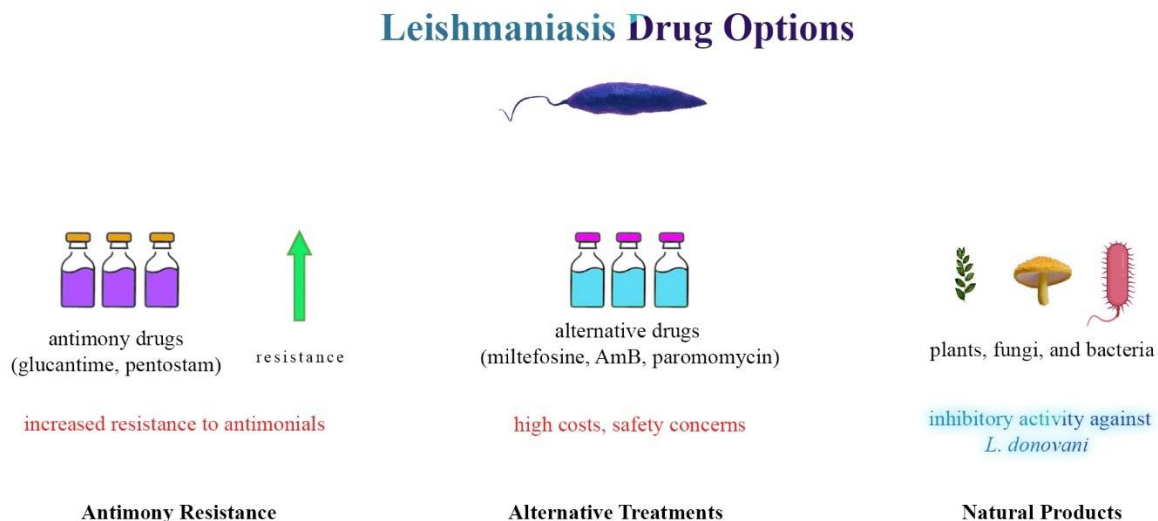 Leishmaniasis Drug Options
antimony drugs
(glucantime, pentostam)
resistance
increased resistance to antimonials
Antimony Resistance
alternative drugs
(miltefosine, AmB, paromomycin)
high costs, safety concerns
Alternative Treatments
plants, fungi, and bacteria
inhibitory activity against
L. donovani
Natural Products